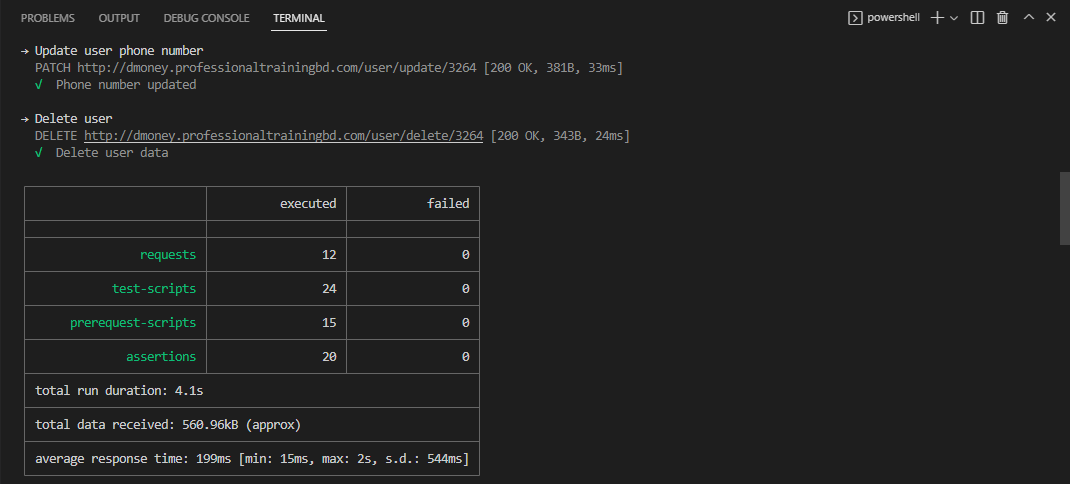 PROBLEMS OUTPUT DEBUG CONSOLE TERMINAL powershell
→ Update user phone number
PATCH http://dmoney.professionaltrainingbd.com/user/update/3264 [200 OK, 381B, 33ms]
√ Phone number updated
→ Delete user
DELETE http://dmoney.professionaltrainingbd.com/user/delete/3264 [200 OK, 343B, 24ms]
√ Delete user data
executed failed
requests 12 0
test-scripts 24 0
prerequest-scripts 15 0
assertions 20 0
total run duration: 4.1s
total data received: 560.96kB (approx)
average response time: 199ms [min: 15ms, max: 2s, s.d.: 544ms]